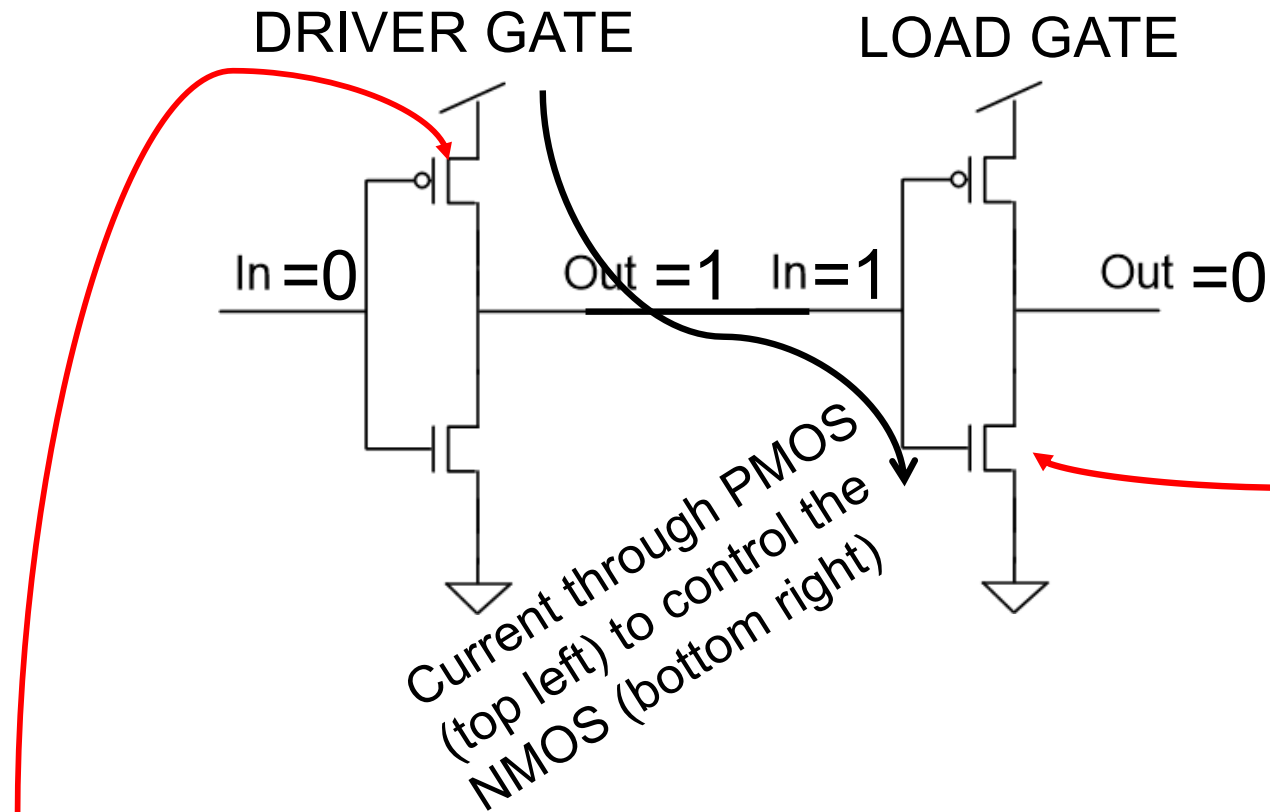 DRIVER GATE
LOAD GATE
In =0
Out =1
In =1
Out =0
Current through PMOS
(top left) to control the
NMOS (bottom right)